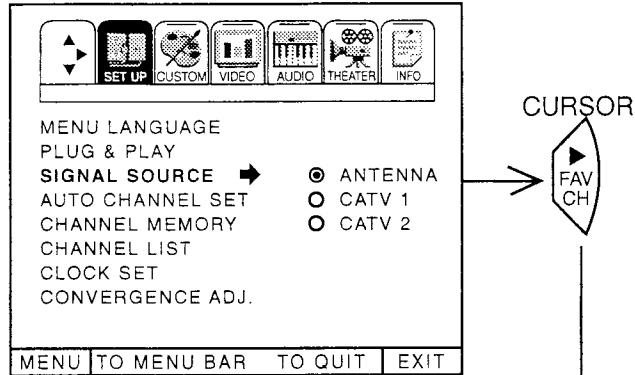 SET UP CUSTOM VIDEO AUDIO THEATER INFO
MENU LANGUAGE
PLUG & PLAY
SIGNAL SOURCE ANTENNA
AUTO CHANNEL SET CATV 1
CHANNEL MEMORY CATV 2
CHANNEL LIST
CLOCK SET
CONVERGENCE ADJ.
MENU TO MENU BAR TO QUIT EXIT
CURSOR
FAV
CH